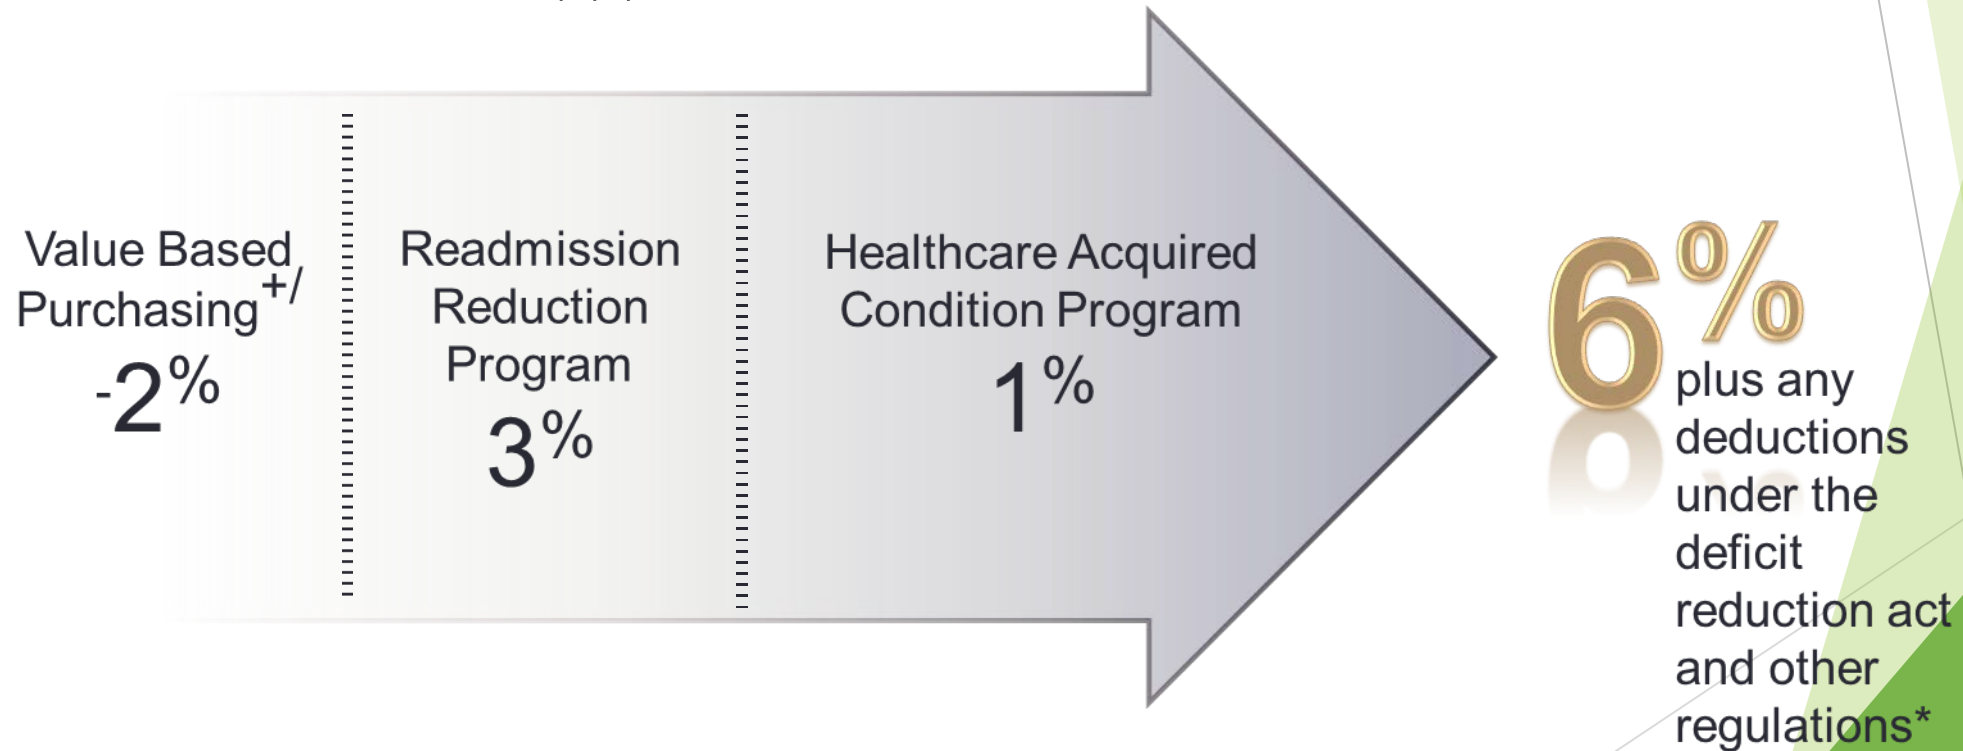 Value Based
Purchasing+/
-2%
Readmission
Reduction
Program
3%
Healthcare Acquired
Condition Program
1%
6%
plus any
deductions
under the
deficit
reduction act
and other
regulations*